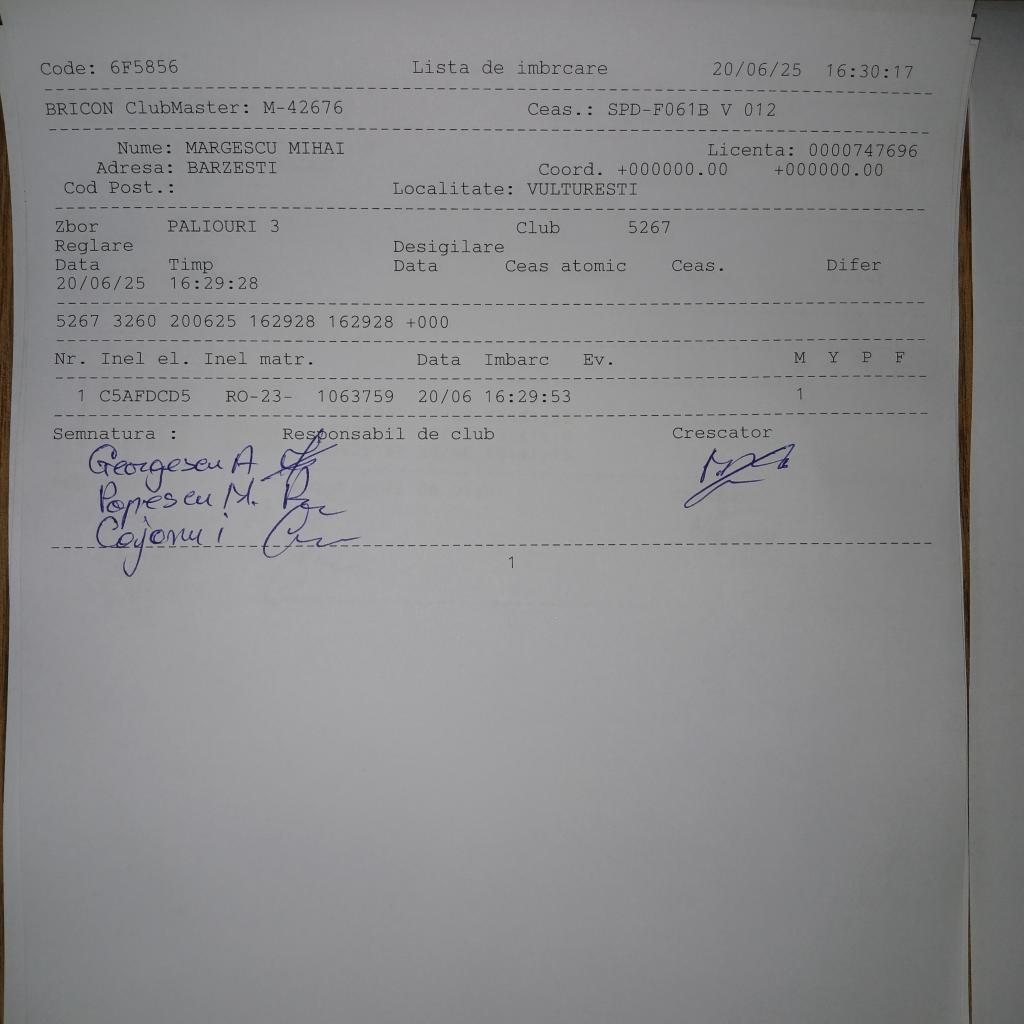 Code: 6F5856 Lista de imbrcare 20/06/25 16:30:17
BRICON ClubMaster: M-42676 Ceas.: SPD-F061B V 012
Nume: MARGESCU MIHAI Licenta: 0000747696
Adresa: BARZESTI Coord. +000000.00 +000000.00
Cod Post.: Localitate: VULTURESTI
Zbor PALIOURI 3 Club 5267
Reglare Desigilare
Data Timp Data Ceas atomic Ceas. Difer
20/06/25 16:29:28
5267 3260 200625 162928 162928 +000
Nr. Inel el. Inel matr. Data Imbarc Ev. M Y P F
1 C5AFDCD5 RO-23- 1063759 20/06 16:29:53 1
Semnatura : Responsabil de club Crescator
Georgescu A
Popescu M.
1